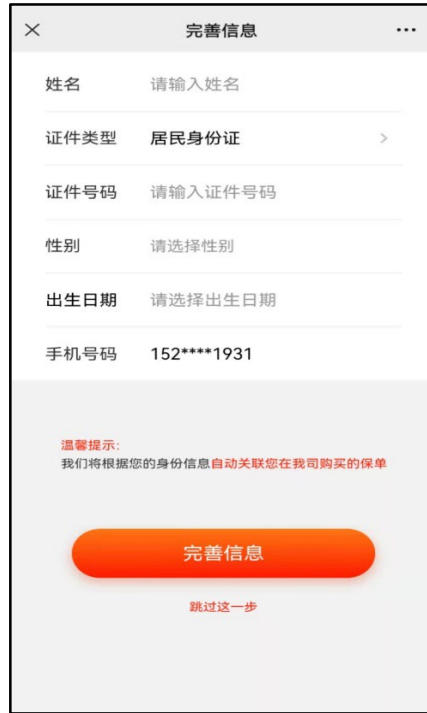 完善信息
姓名 请输入姓名
证件类型 居民身份证
证件号码 请输入证件号码
性别 请选择性别
出生日期 请选择出生日期
手机号码 152****1931
温馨提示:
我们将根据您的身份信息自动关联您在我司购买的保单
完善信息
跳过这一步